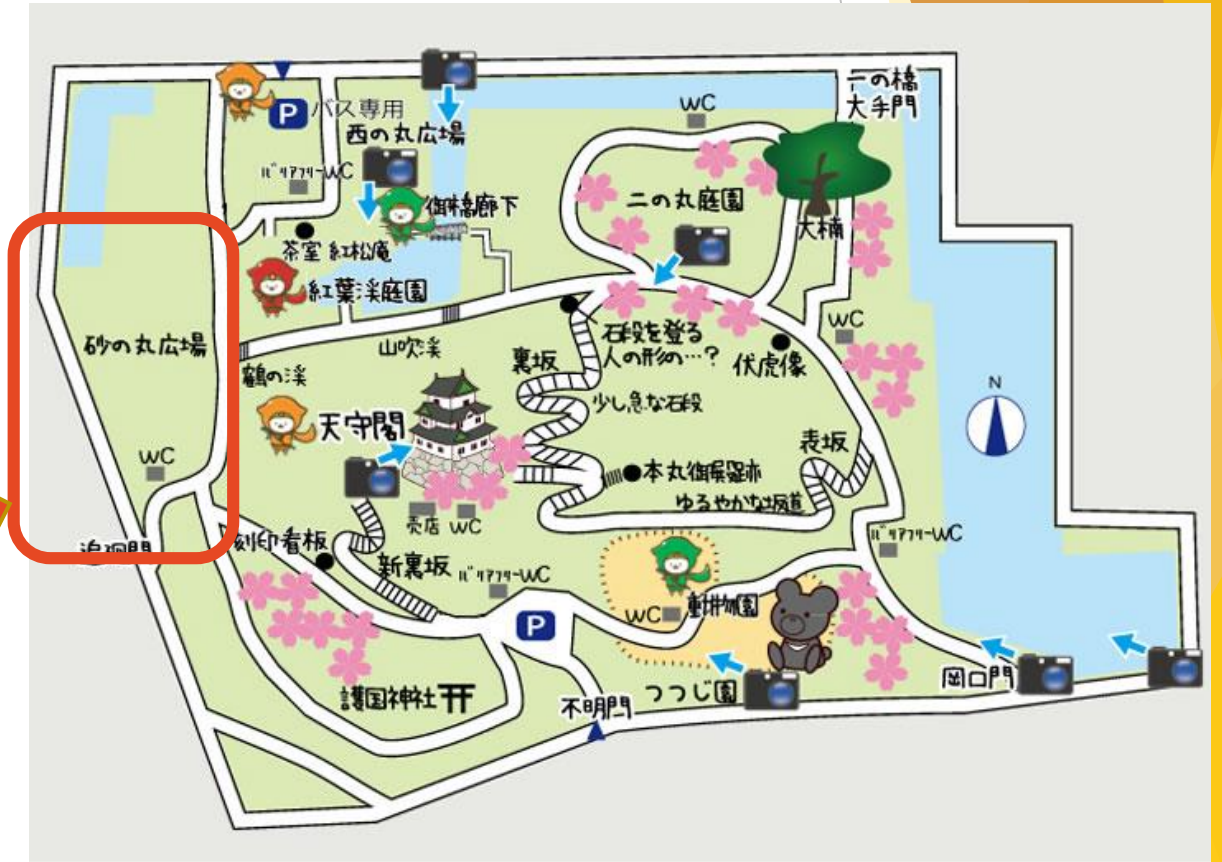 P バス専用
西の丸広場
WC
一の橋
大手門
バリアフリーWC
御橋廊下
二の丸庭園
大楠
茶室 紅松庵
紅葉渓庭園
砂の丸広場
鶴の渓
山吹渓
裏坂
石段を登る
人の形の…?
伏虎像
WC
少し急な石段
天守閣
表坂
N
WC
本丸御殿跡
ゆるやかな坂道
売店 WC
追廻門
刻印看板
新裏坂
バリアフリーWC
バリアフリーWC
P
WC
動物園
護国神社
不明門
つつじ園
岡口門